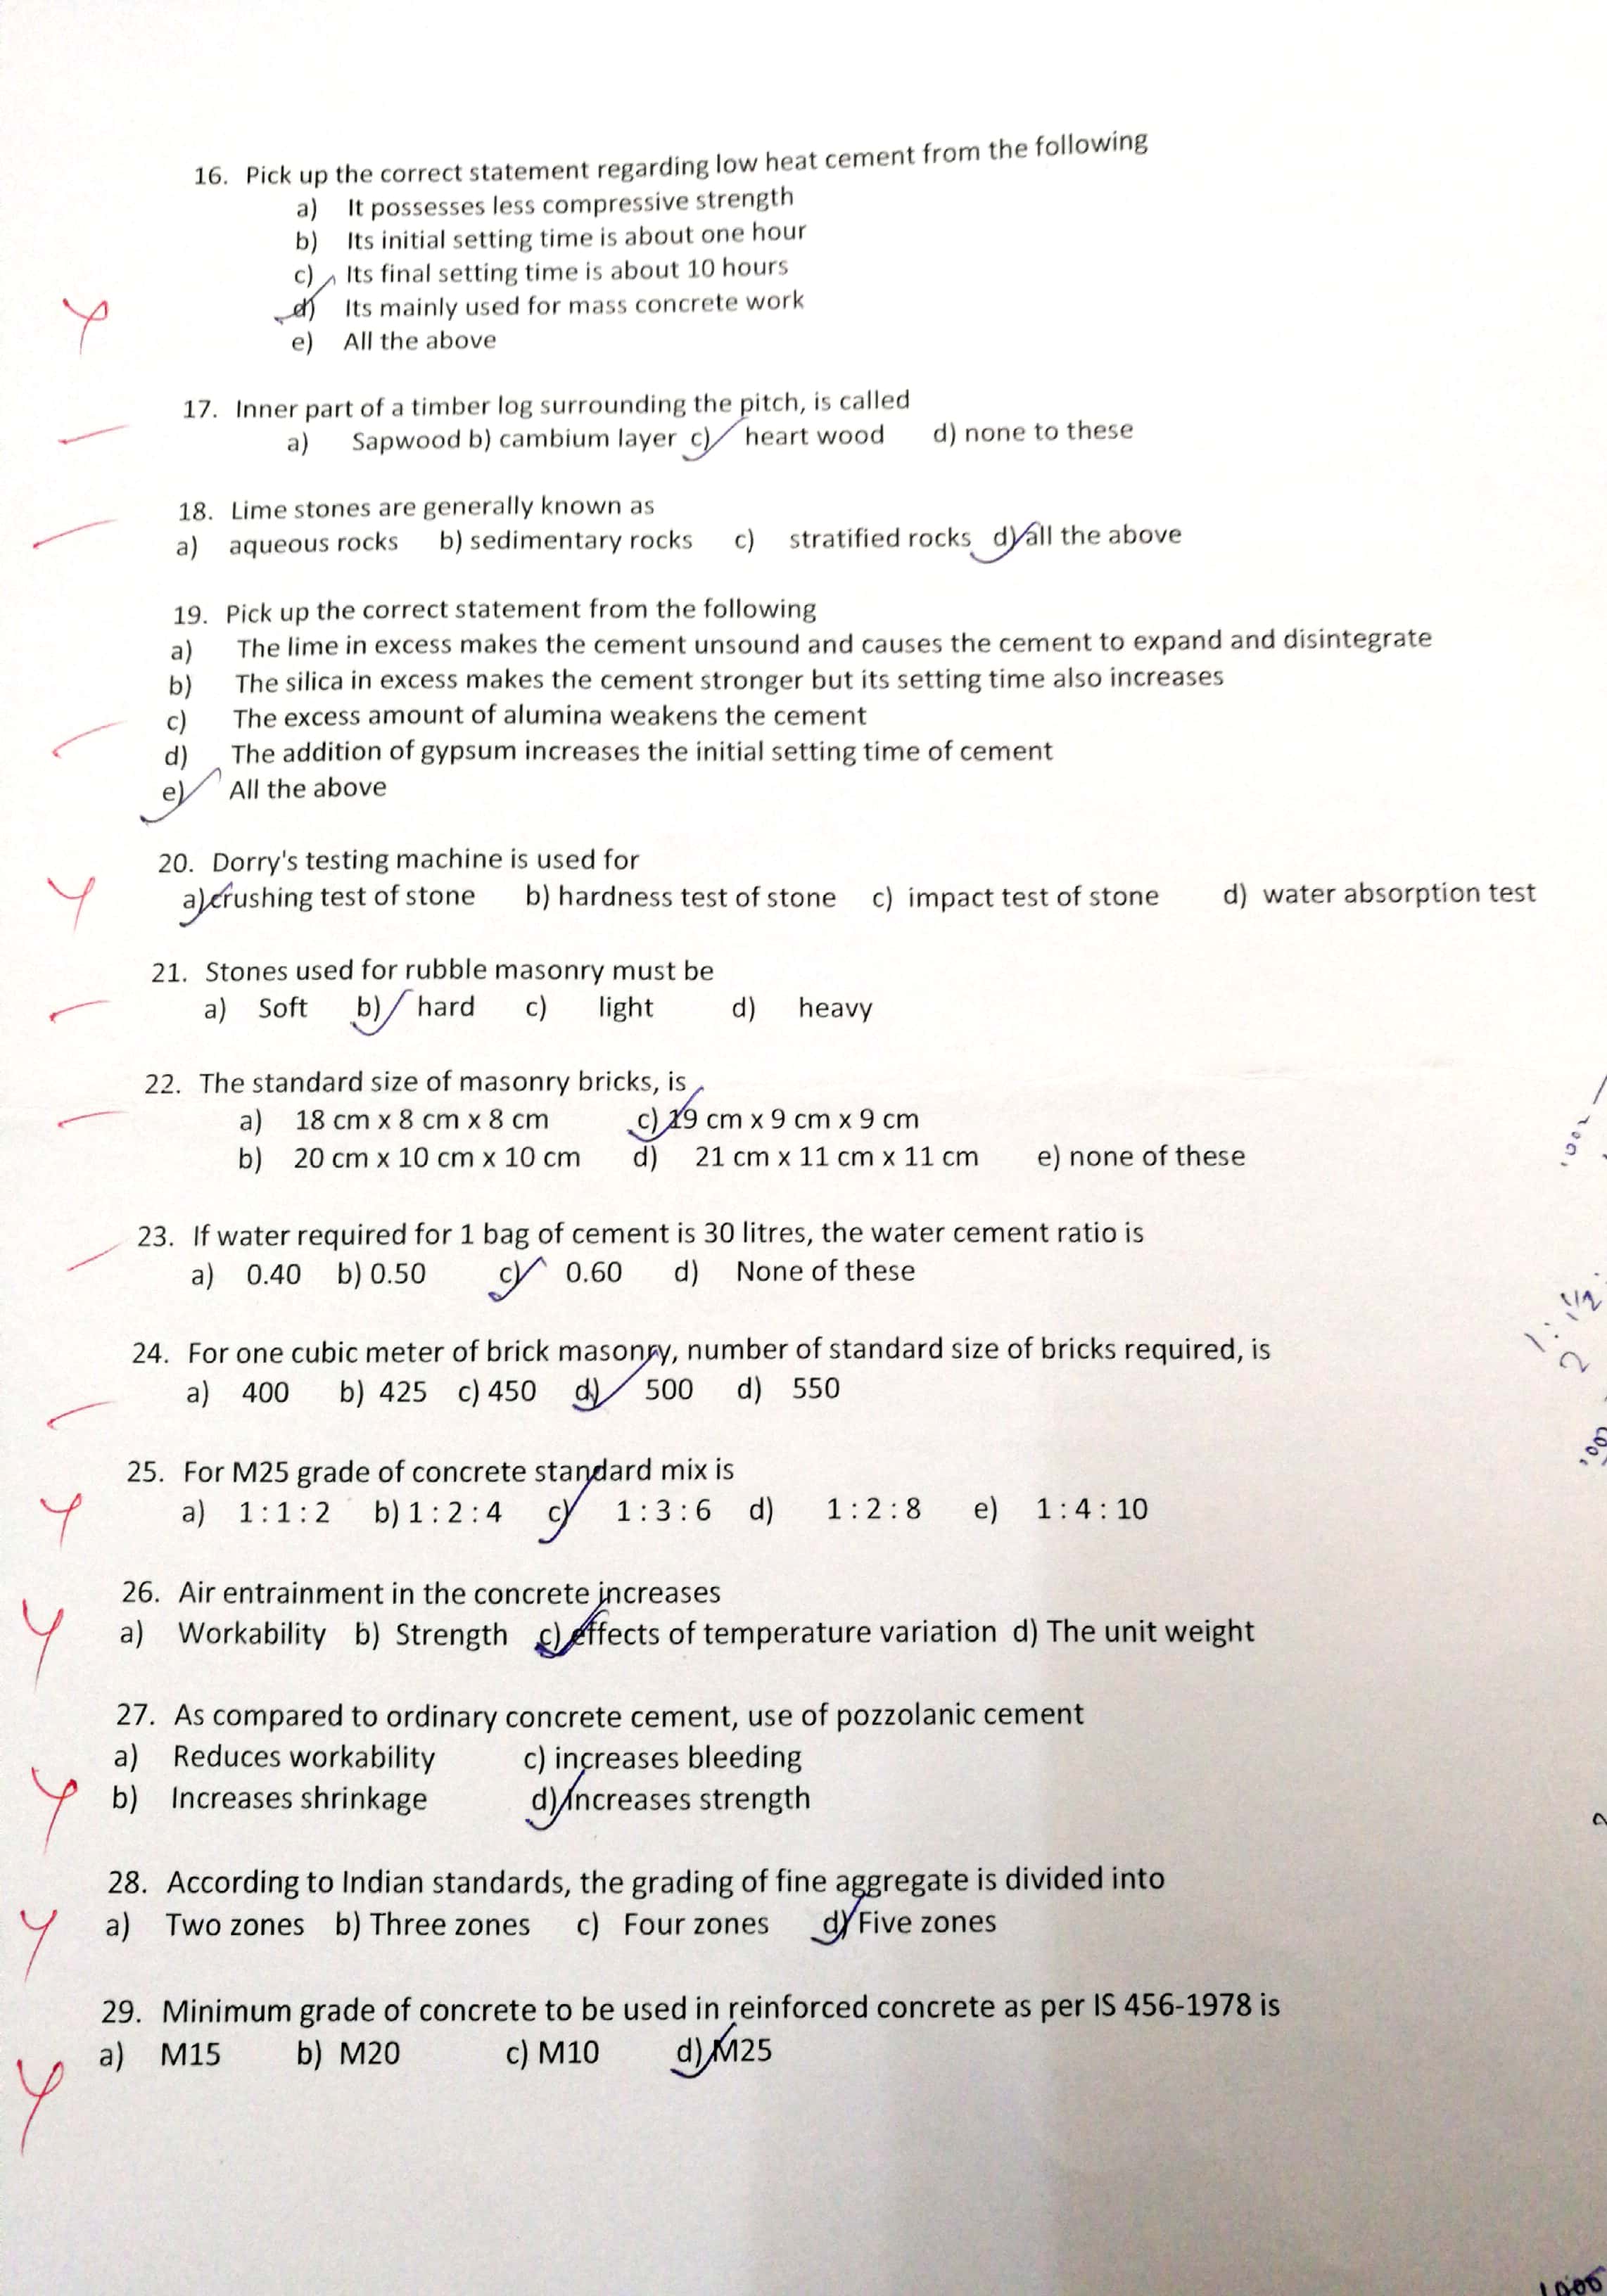 16. Pick up the correct statement regarding low heat cement from the following
a) It possesses less compressive strength
b) Its initial setting time is about one hour
c) Its final setting time is about 10 hours
d) Its mainly used for mass concrete work
e) All the above
17. Inner part of a timber log surrounding the pitch, is called
a) Sapwood b) cambium layer c) heart wood d) none to these
18. Lime stones are generally known as
a) aqueous rocks b) sedimentary rocks c) stratified rocks d) all the above
19. Pick up the correct statement from the following
a) The lime in excess makes the cement unsound and causes the cement to expand and disintegrate
b) The silica in excess makes the cement stronger but its setting time also increases
c) The excess amount of alumina weakens the cement
d) The addition of gypsum increases the initial setting time of cement
e) All the above
20. Dorry's testing machine is used for
a) crushing test of stone b) hardness test of stone c) impact test of stone d) water absorption test
21. Stones used for rubble masonry must be
a) Soft b) hard c) light d) heavy
22. The standard size of masonry bricks, is
a) 18 cm x 8 cm x 8 cm c) 19 cm x 9 cm x 9 cm
b) 20 cm x 10 cm x 10 cm d) 21 cm x 11 cm x 11 cm e) none of these
23. If water required for 1 bag of cement is 30 litres, the water cement ratio is
a) 0.40 b) 0.50 c) 0.60 d) None of these
24. For one cubic meter of brick masonry, number of standard size of bricks required, is
a) 400 b) 425 c) 450 d) 500 d) 550
25. For M25 grade of concrete standard mix is
a) 1 : 1 : 2 b) 1 : 2 : 4 c) 1 : 3 : 6 d) 1 : 2 : 8 e) 1 : 4 : 10
26. Air entrainment in the concrete increases
a) Workability b) Strength c) effects of temperature variation d) The unit weight
27. As compared to ordinary concrete cement, use of pozzolanic cement
a) Reduces workability c) increases bleeding
b) Increases shrinkage d) increases strength
28. According to Indian standards, the grading of fine aggregate is divided into
a) Two zones b) Three zones c) Four zones d) Five zones
29. Minimum grade of concrete to be used in reinforced concrete as per IS 456-1978 is
a) M15 b) M20 c) M10 d) M25